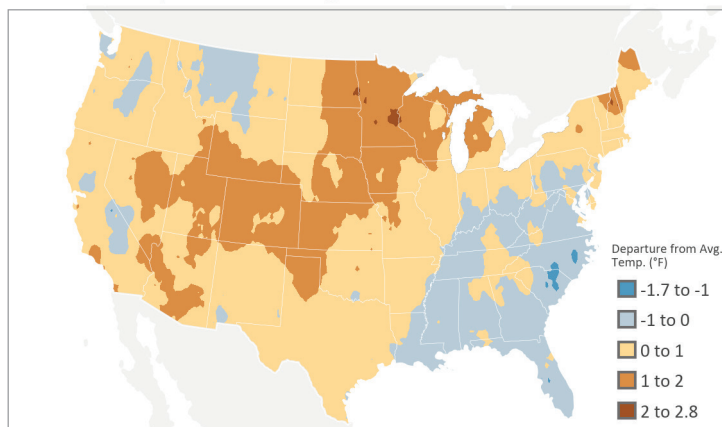 Departure from Avg.
Temp. (°F)
-1.7 to -1
-1 to 0
0 to 1
1 to 2
2 to 2.8